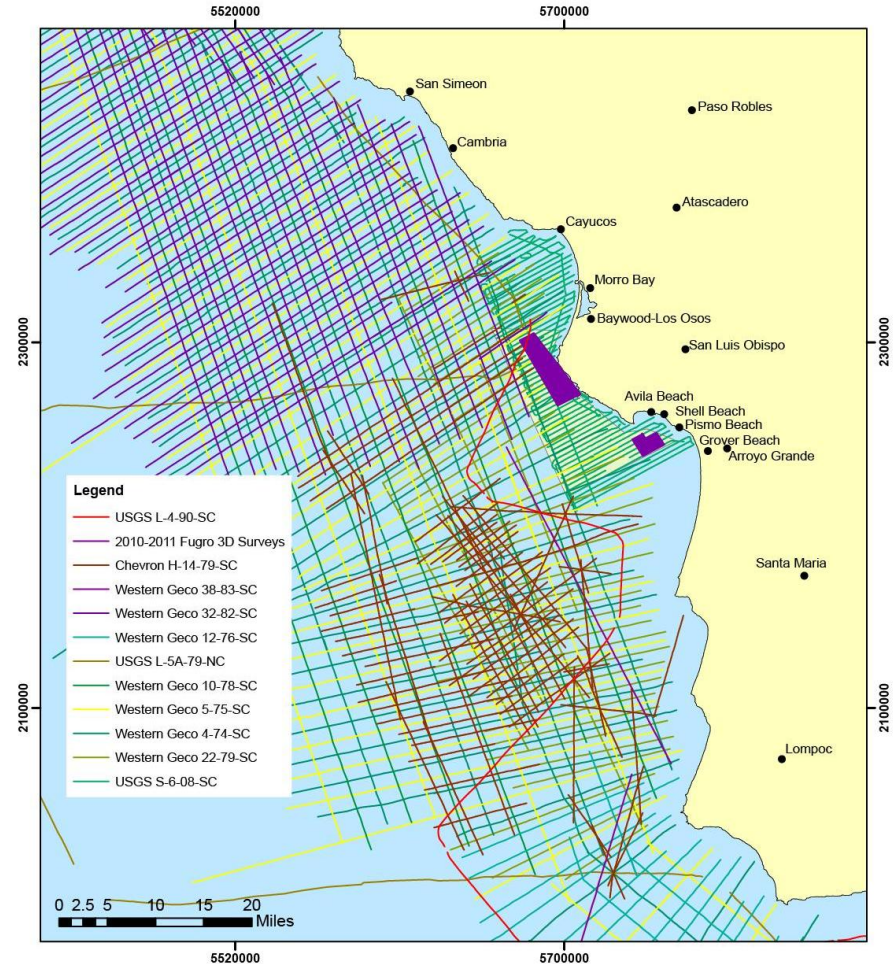 5520000
5700000
San Simeon
Paso Robles
Cambria
Atascadero
Cayucos
Morro Bay
Baywood-Los Osos
2300000
2300000
San Luis Obispo
Avila Beach
Shell Beach
Pismo Beach
Grover Beach
Arroyo Grande
Legend
USGS L-4-90-SC
2010-2011 Fugro 3D Surveys
Chevron H-14-79-SC
Western Geco 38-83-SC
Western Geco 32-82-SC
Western Geco 12-76-SC
USGS L-5A-79-NC
Western Geco 10-78-SC
Western Geco 5-75-SC
Western Geco 4-74-SC
Western Geco 22-79-SC
USGS S-6-08-SC
Santa Maria
2100000
2100000
Lompoc
0 2.5 5 10 15 20
Miles
5520000
5700000